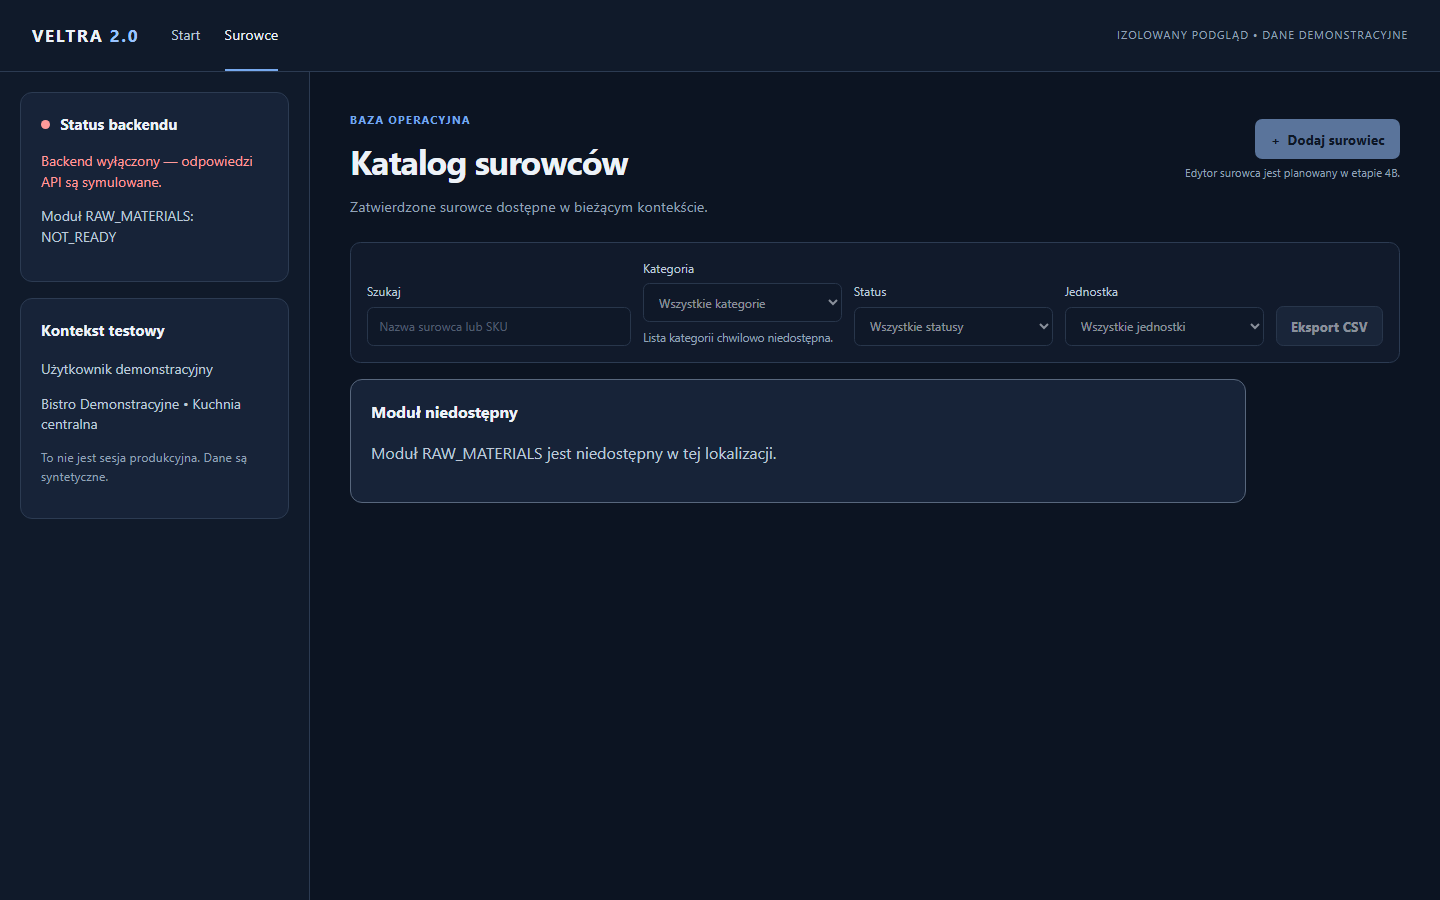 VELTRA 2.0
Start
Surowce
IZOLOWANY PODGLĄD • DANE DEMONSTRACYJNE
Status backendu
Backend wyłączony — odpowiedzi
API są symulowane.
Moduł RAW_MATERIALS:
NOT_READY
Kontekst testowy
Użytkownik demonstracyjny
Bistro Demonstracyjne • Kuchnia
centralna
To nie jest sesja produkcyjna. Dane są
syntetyczne.
BAZA OPERACYJNA
Katalog surowców
Zatwierdzone surowce dostępne w bieżącym kontekście.
+ Dodaj surowiec
Edytor surowca jest planowany w etapie 4B.
Szukaj
Nazwa surowca lub SKU
Kategoria
Wszystkie kategorie
Lista kategorii chwilowo niedostępna.
Status
Wszystkie statusy
Jednostka
Wszystkie jednostki
Eksport CSV
Moduł niedostępny
Moduł RAW_MATERIALS jest niedostępny w tej lokalizacji.